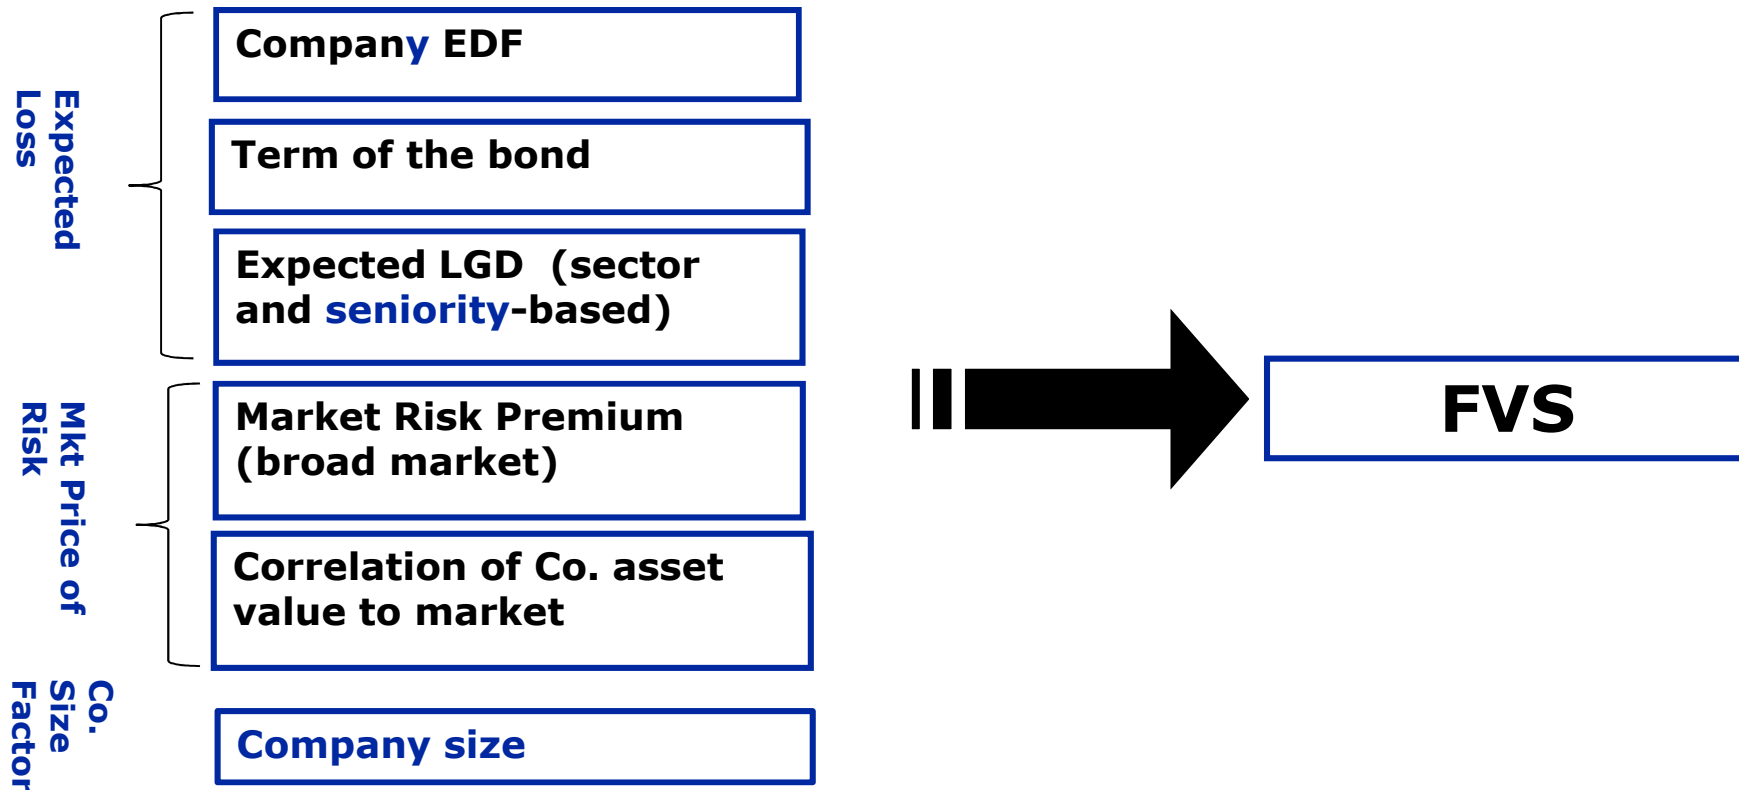 Expected
Loss
Company EDF
Term of the bond
Expected LGD (sector
and seniority-based)
Mkt Price of
Risk
Market Risk Premium
(broad market)
Correlation of Co. asset
value to market
Co.
Size
Factor
Company size
FVS